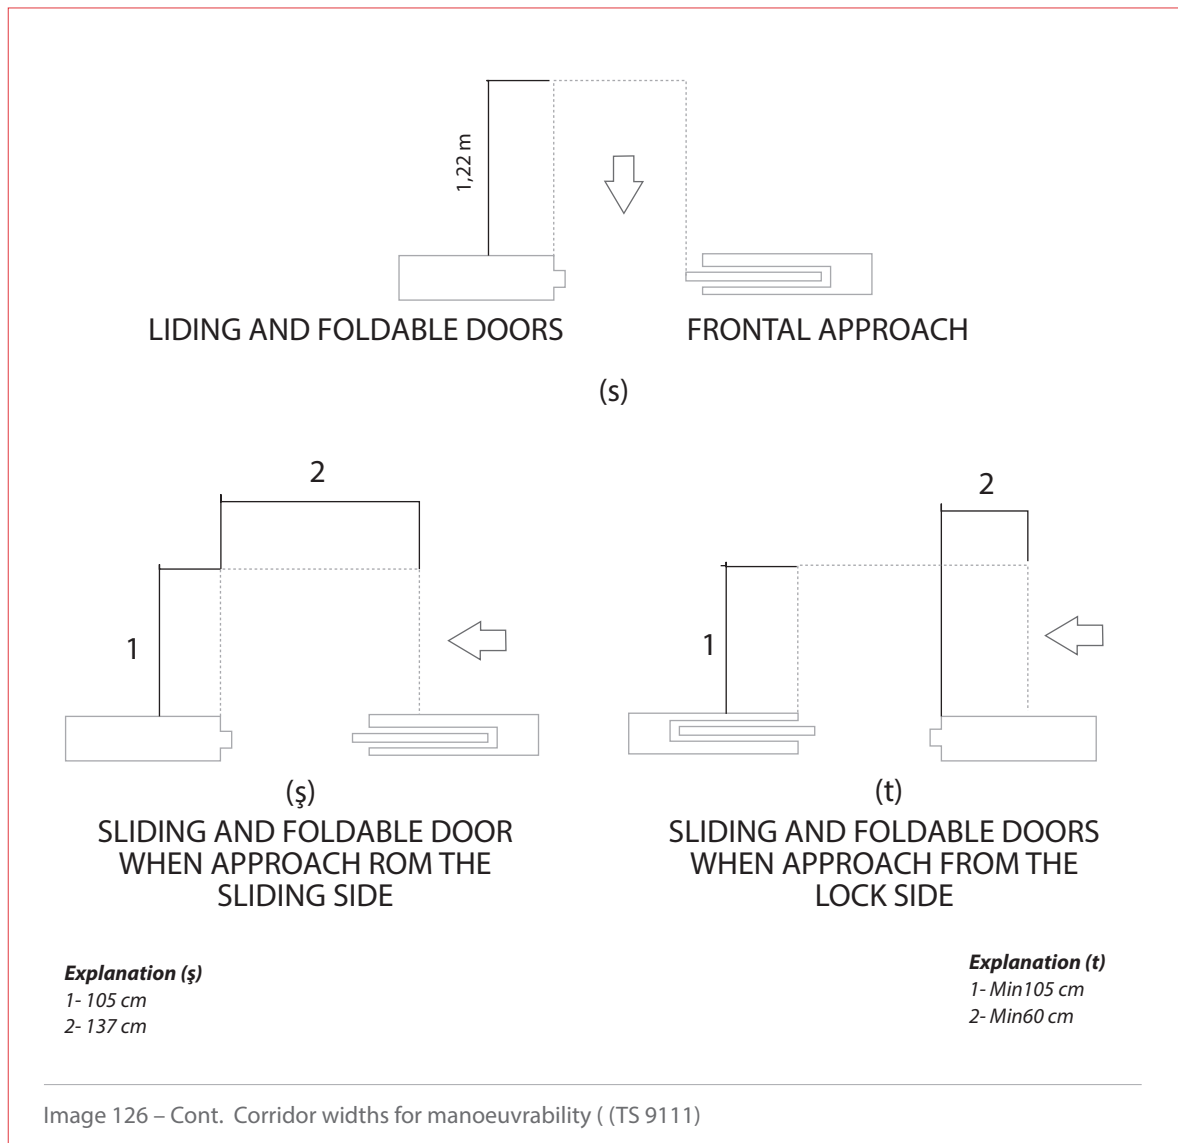 1,22 m
LIDING AND FOLDABLE DOORS
FRONTAL APPROACH
(s)
2
1
2
1
(ş)
SLIDING AND FOLDABLE DOOR
WHEN APPROACH ROM THE
SLIDING SIDE
(t)
SLIDING AND FOLDABLE DOORS
WHEN APPROACH FROM THE
LOCK SIDE
Explanation (ş)
1- 105 cm
2- 137 cm
Explanation (t)
1- Min105 cm
2- Min60 cm
Image 126 – Cont. Corridor widths for manoeuvrability ( (TS 9111)